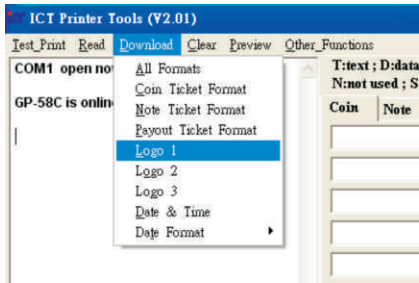 ICT Printer Tools (V2.01)
Test_Print Read Download Clear Preview Other_Functions
COM1 open no
GP-58C is onlin
All Formats
Coin Ticket Format
Note Ticket Format
Payout Ticket Format
Logo 1
Logo 2
Logo 3
Date & Time
Date Format
T:text ; D:data
N:not used ; S
Coin Note